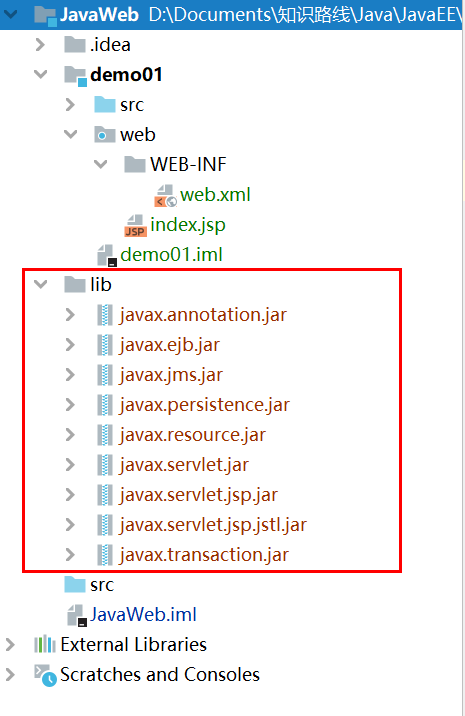 JavaWeb D:\Documents\知识路线\Java\JavaEE\
.idea
demo01
src
web
WEB-INF
web.xml
JSP index.jsp
demo01.iml
lib
javax.annotation.jar
javax.ejb.jar
javax.jms.jar
javax.persistence.jar
javax.resource.jar
javax.servlet.jar
javax.servlet.jsp.jar
javax.servlet.jsp.jstl.jar
javax.transaction.jar
src
JavaWeb.iml
External Libraries
Scratches and Consoles